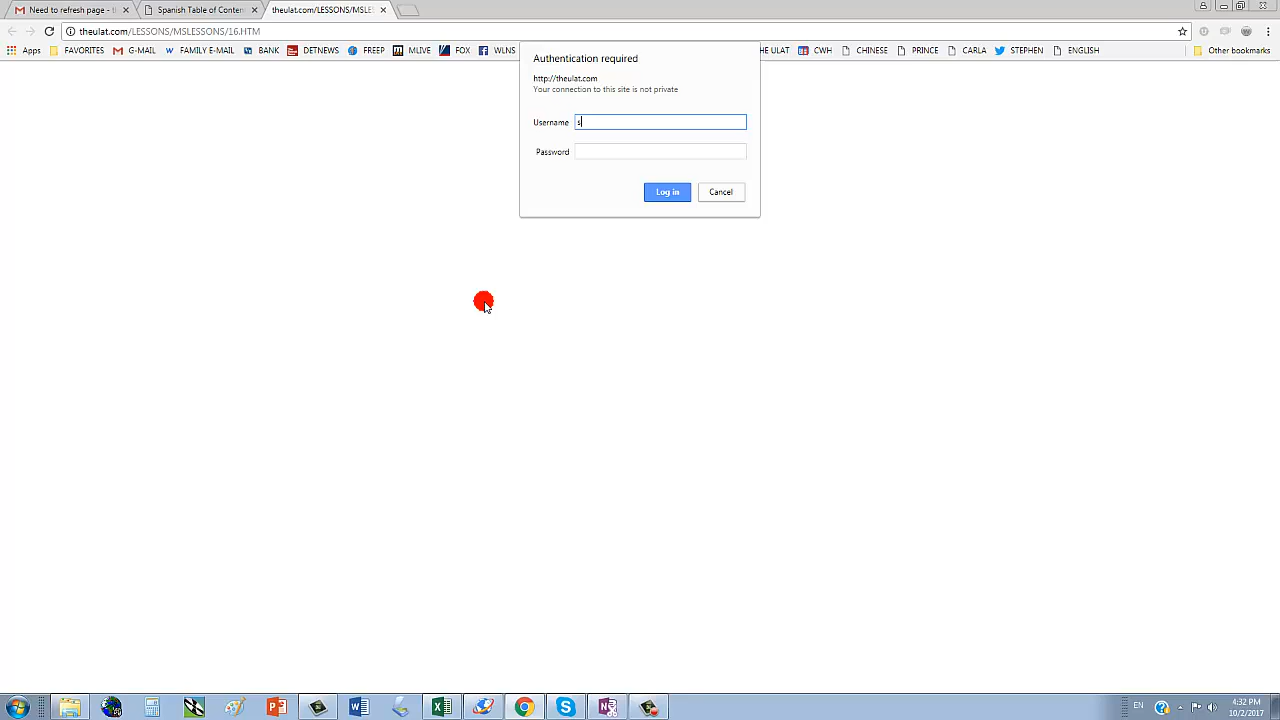 Need to refresh page - t
Spanish Table of Conten
theulat.com/LESSONS/MSLE
theulat.com/LESSONS/MSLESSONS/16.HTM
Apps FAVORITES G-MAIL FAMILY E-MAIL BANK DETNEWS FREEP MLIVE FOX WLNS HE ULAT CWH CHINESE PRINCE CARLA STEPHEN ENGLISH Other bookmarks
Authentication required
http://theulat.com
Your connection to this site is not private
Username s
Password
Log in Cancel
EN
4:32 PM
10/2/2017